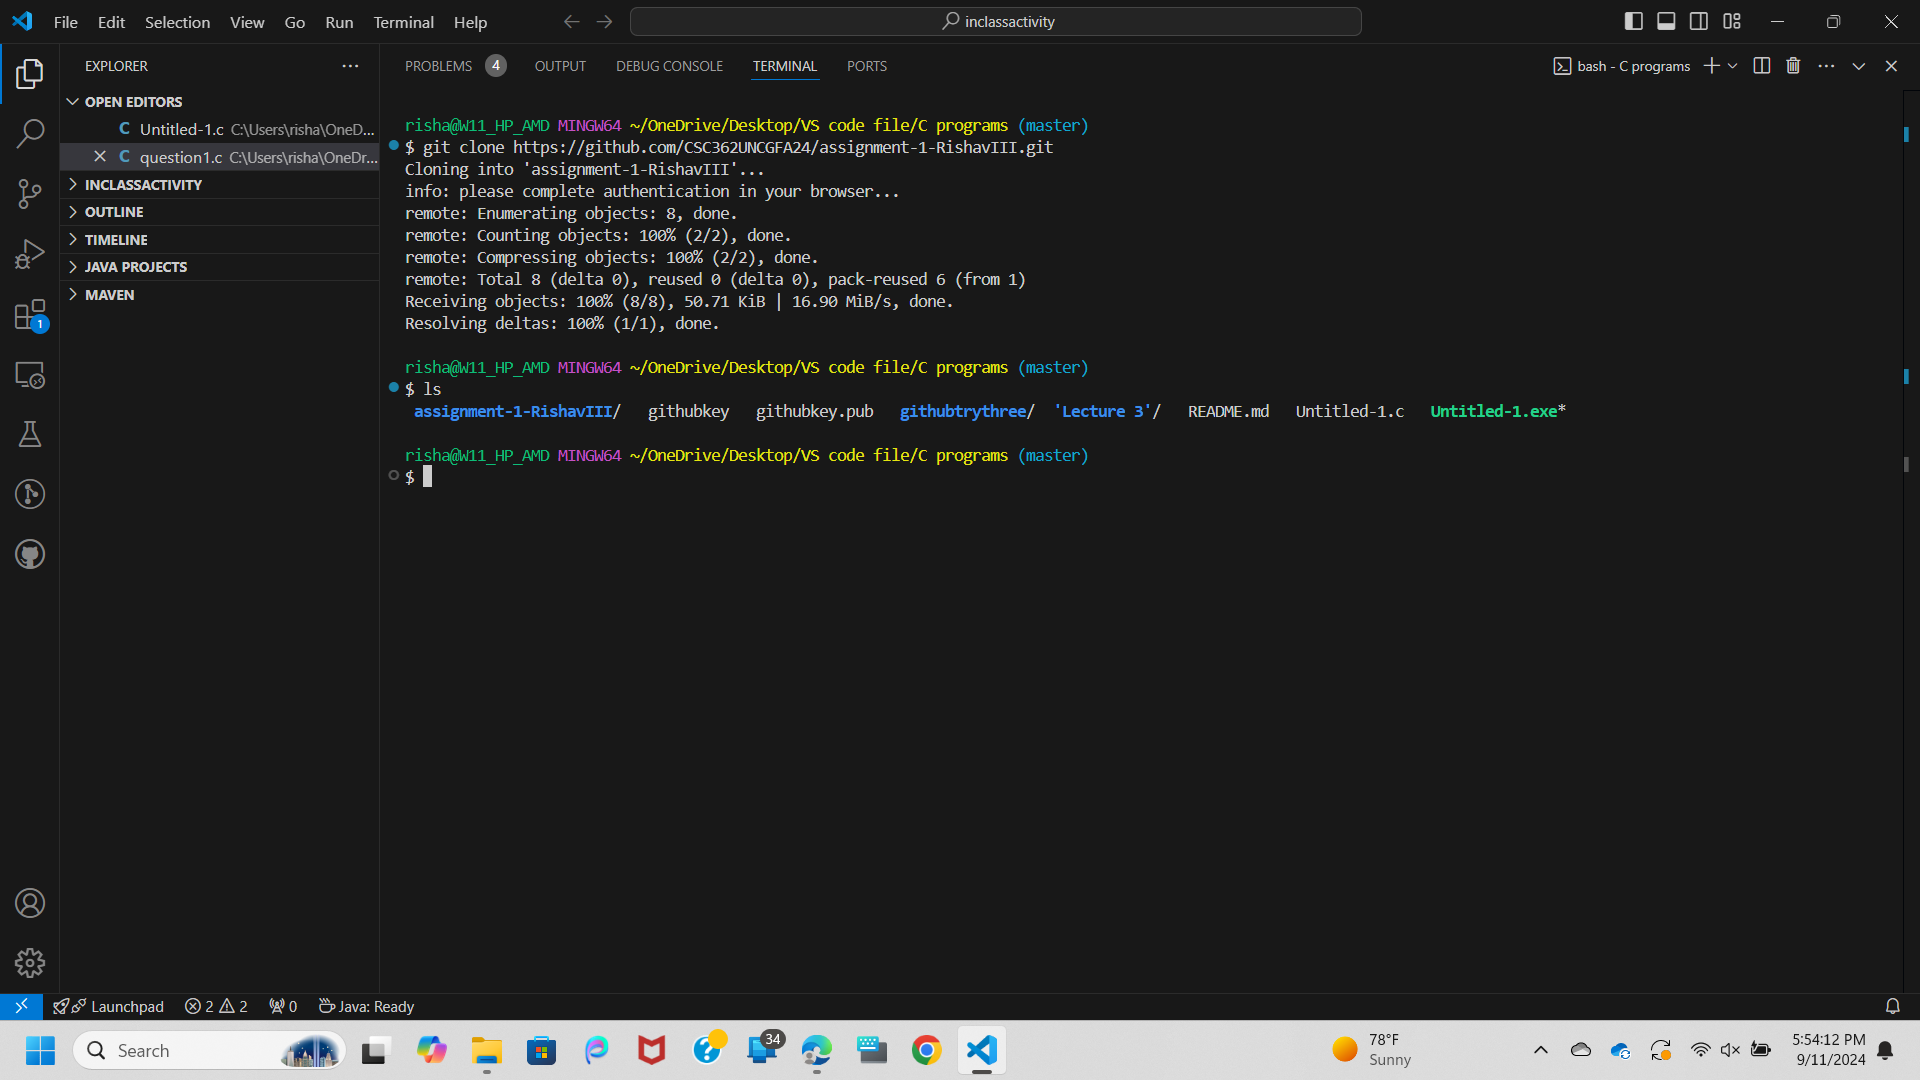 File Edit Selection View Go Run Terminal Help
inclassactivity
EXPLORER
OPEN EDITORS
C Untitled-1.c C:\Users\risha\OneD...
C question1.c C:\Users\risha\OneDr...
INCLASSACTIVITY
OUTLINE
TIMELINE
JAVA PROJECTS
MAVEN
1
PROBLEMS 4 OUTPUT DEBUG CONSOLE TERMINAL PORTS
bash - C programs
risha@W11_HP_AMD MINGW64 ~/OneDrive/Desktop/VS code file/C programs (master)
$ git clone https://github.com/CSC362UNCGFA24/assignment-1-RishavIII.git
Cloning into 'assignment-1-RishavIII'...
info: please complete authentication in your browser...
remote: Enumerating objects: 8, done.
remote: Counting objects: 100% (2/2), done.
remote: Compressing objects: 100% (2/2), done.
remote: Total 8 (delta 0), reused 0 (delta 0), pack-reused 6 (from 1)
Receiving objects: 100% (8/8), 50.71 KiB | 16.90 MiB/s, done.
Resolving deltas: 100% (1/1), done.
risha@W11_HP_AMD MINGW64 ~/OneDrive/Desktop/VS code file/C programs (master)
$ ls
assignment-1-RishavIII/ githubkey githubkey.pub githubtrythree/ 'Lecture 3'/ README.md Untitled-1.c Untitled-1.exe*
risha@W11_HP_AMD MINGW64 ~/OneDrive/Desktop/VS code file/C programs (master)
$
Launchpad 2 2 0 Java: Ready
Search
34
78°F
Sunny
5:54:12 PM
9/11/2024